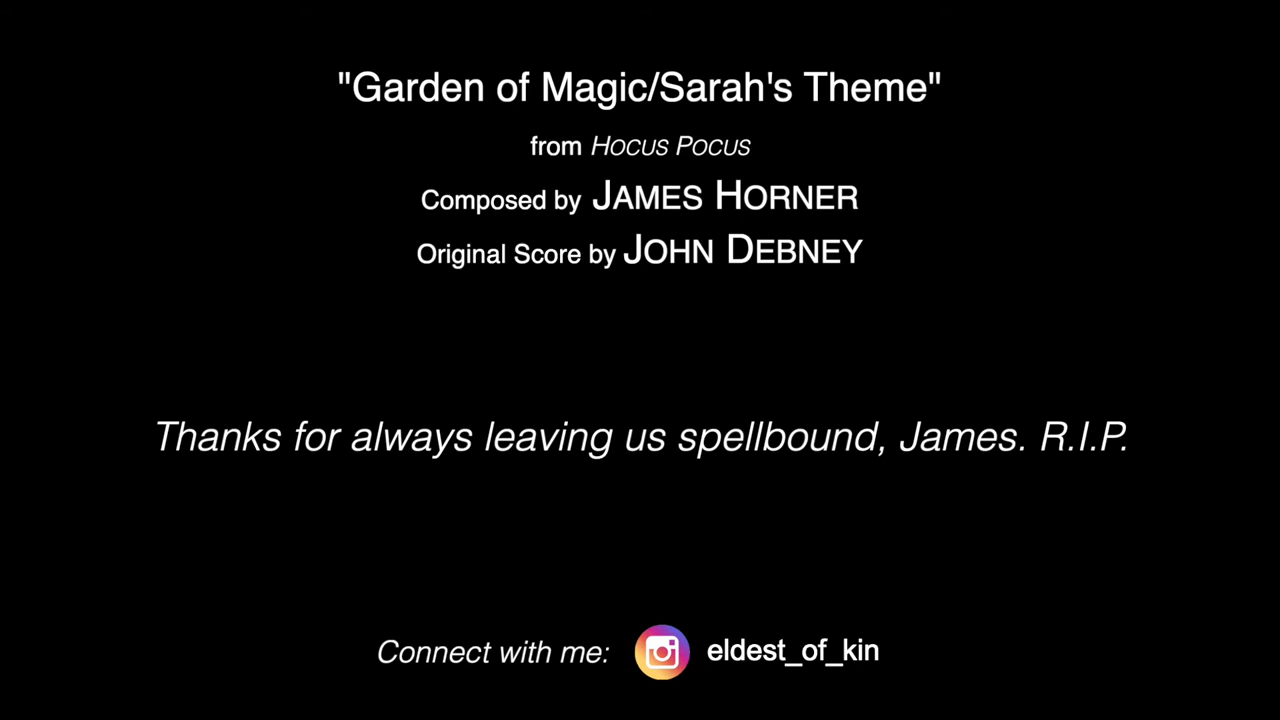 "Garden of Magic/Sarah's Theme"
from HOCUS POCUS
Composed by JAMES HORNER
Original Score by JOHN DEBNEY
Thanks for always leaving us spellbound, James. R.I.P.
Connect with me: eldest_of_kin